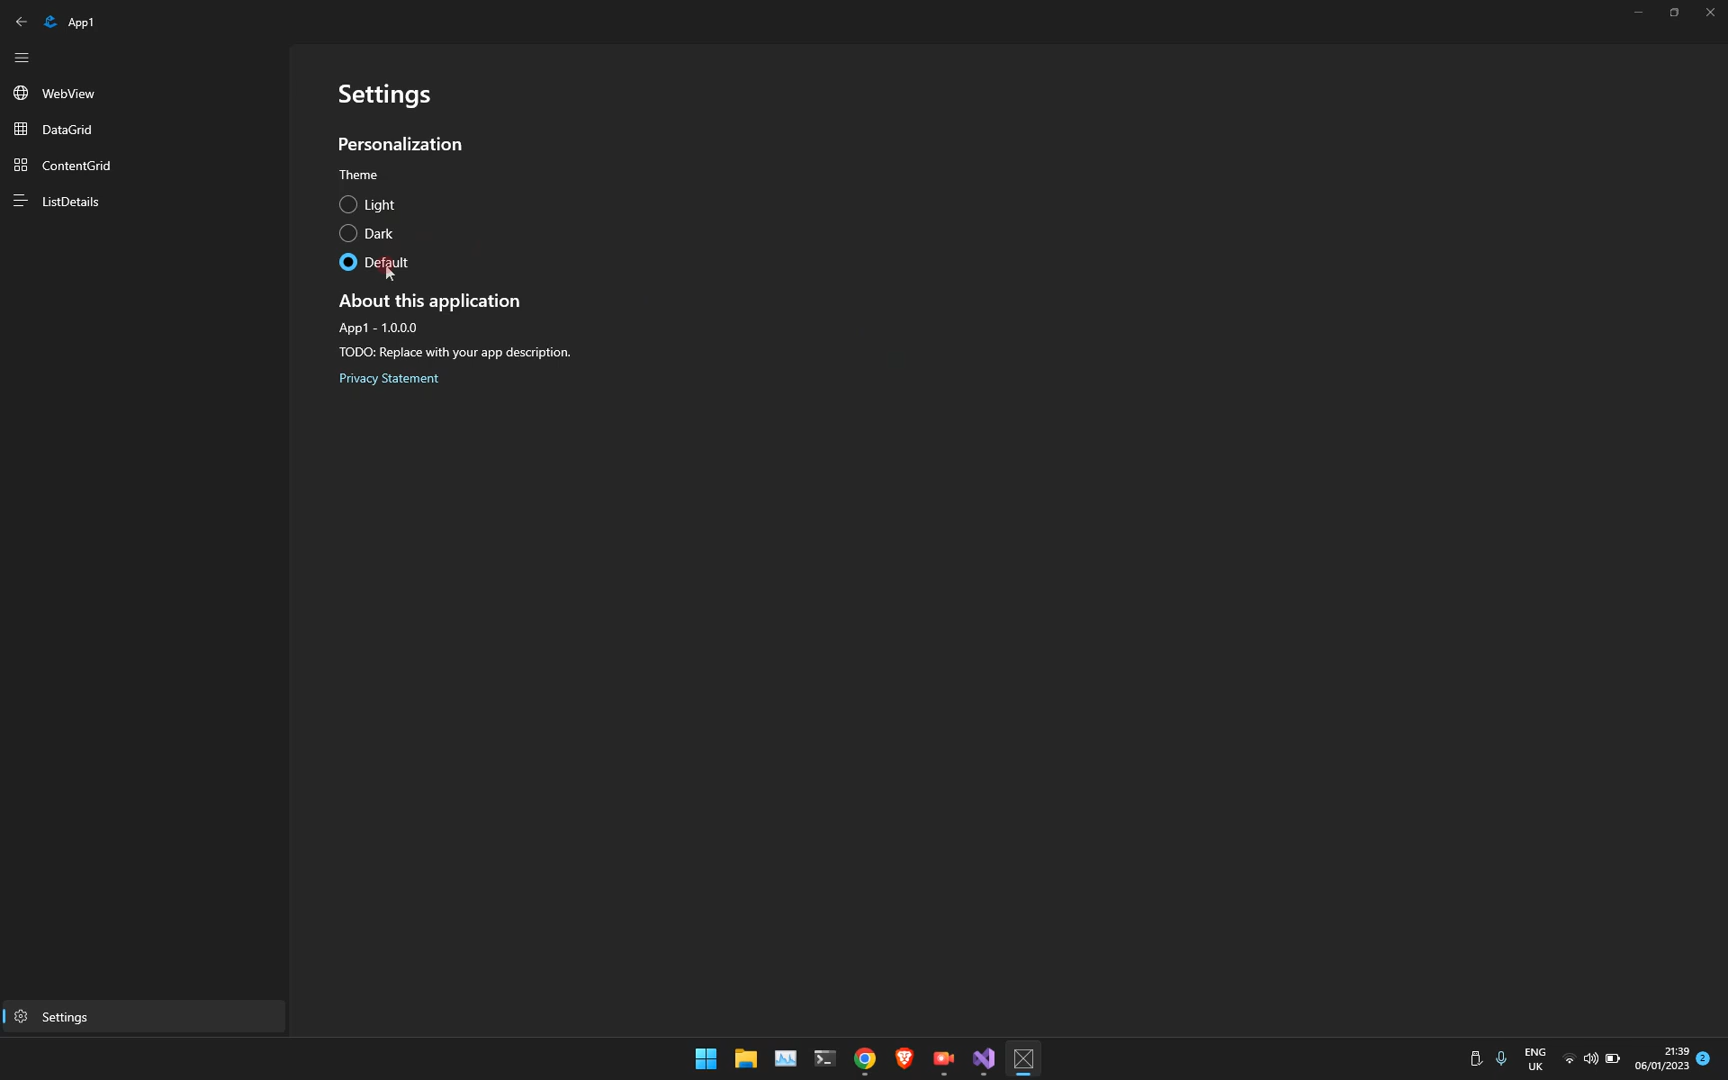 App1
WebView
DataGrid
ContentGrid
ListDetails
Settings
Personalization
Theme
Light
Dark
Default
About this application
App1 - 1.0.0.0
TODO: Replace with your app description.
Privacy Statement
Settings
ENG
UK
21:39
06/01/2023
2